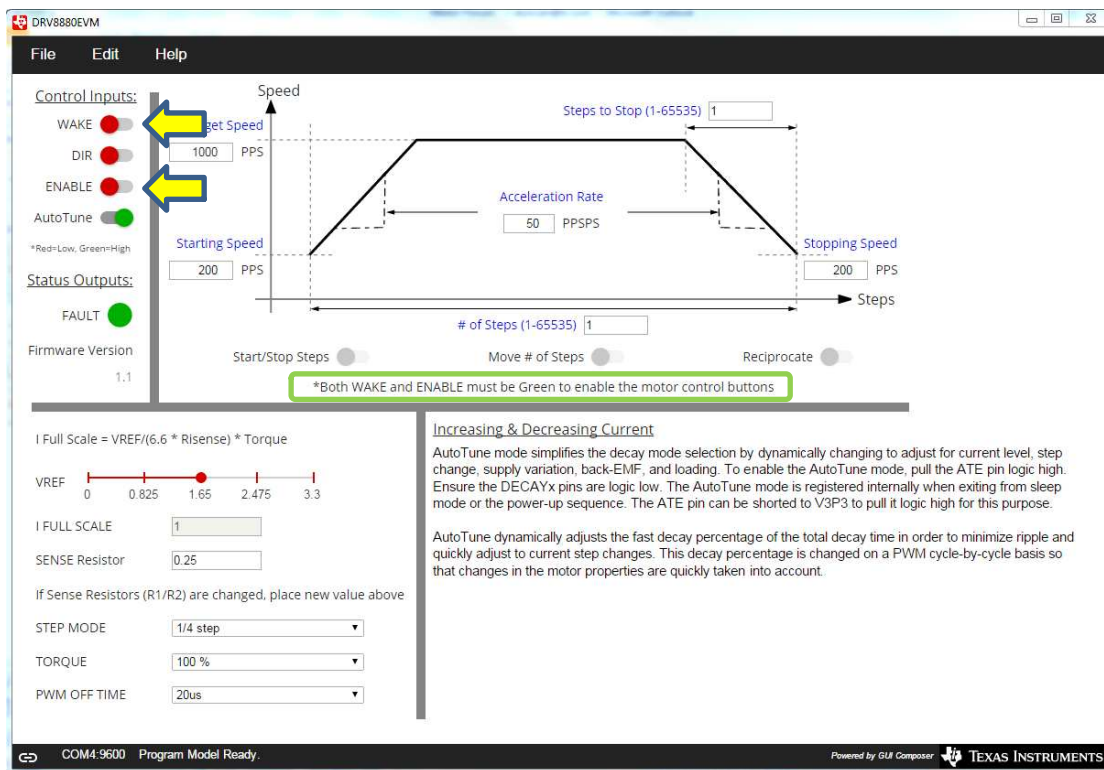 DRV8880EVM
File Edit Help
Control Inputs:
WAKE
DIR
ENABLE
AutoTune
*Red=Low, Green=High
Status Outputs:
FAULT
Firmware Version
1.1
Speed
get Speed
1000 PPS
Steps to Stop (1-65535) 1
Acceleration Rate
50 PPSPS
Starting Speed
200 PPS
Stopping Speed
200 PPS
Steps
# of Steps (1-65535) 1
Start/Stop Steps Move # of Steps Reciprocate
*Both WAKE and ENABLE must be Green to enable the motor control buttons
I Full Scale = VREF/(6.6 * Risense) * Torque
VREF
0 0.825 1.65 2.475 3.3
I FULL SCALE 1
SENSE Resistor 0.25
If Sense Resistors (R1/R2) are changed, place new value above
STEP MODE 1/4 step
TORQUE 100 %
PWM OFF TIME 20us
Increasing & Decreasing Current
AutoTune mode simplifies the decay mode selection by dynamically changing to adjust for current level, step
change, supply variation, back-EMF, and loading. To enable the AutoTune mode, pull the ATE pin logic high.
Ensure the DECAYx pins are logic low. The AutoTune mode is registered internally when exiting from sleep
mode or the power-up sequence. The ATE pin can be shorted to V3P3 to pull it logic high for this purpose.
AutoTune dynamically adjusts the fast decay percentage of the total decay time in order to minimize ripple and
quickly adjust to current step changes. This decay percentage is changed on a PWM cycle-by-cycle basis so
that changes in the motor properties are quickly taken into account.
COM4:9600 Program Model Ready.
Powered by GUI Composer TEXAS INSTRUMENTS